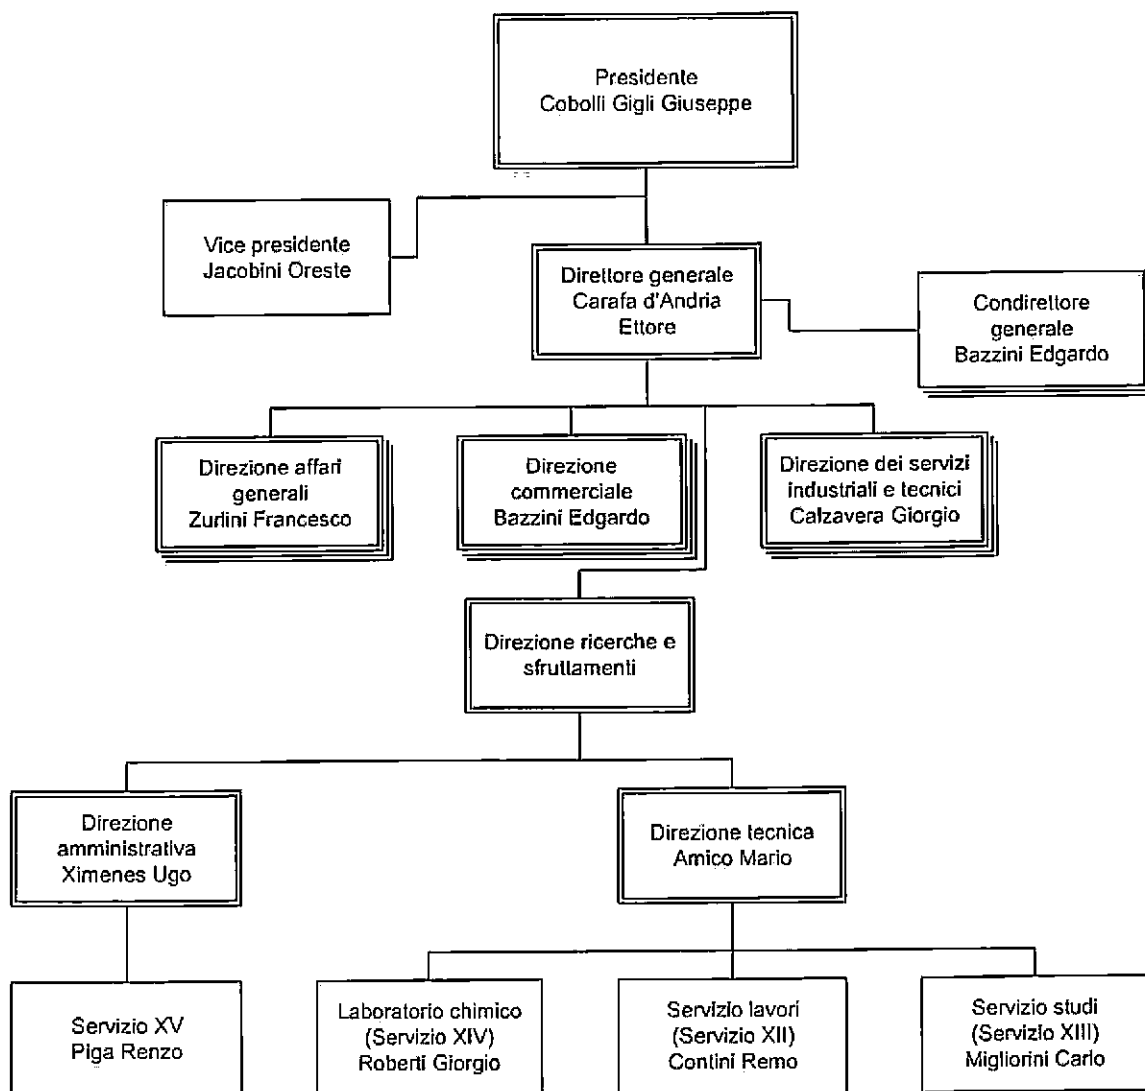 Presidente
Cobolli Gigli Giuseppe
Vice presidente
Jacobini Oreste
Direttore generale
Carafa d'Andria
Ettore
Condirettore
generale
Bazzini Edgardo
Direzione affari
generali
Zurlini Francesco
Direzione
commerciale
Bazzini Edgardo
Direzione dei servizi
industriali e tecnici
Calzavera Giorgio
Direzione ricerche e
sfruttamenti
Direzione
amministrativa
Ximenes Ugo
Direzione tecnica
Amico Mario
Servizio XV
Piga Renzo
Laboratorio chimico
(Servizio XIV)
Roberti Giorgio
Servizio lavori
(Servizio XII)
Contini Remo
Servizio studi
(Servizio XIII)
Migliorini Carlo